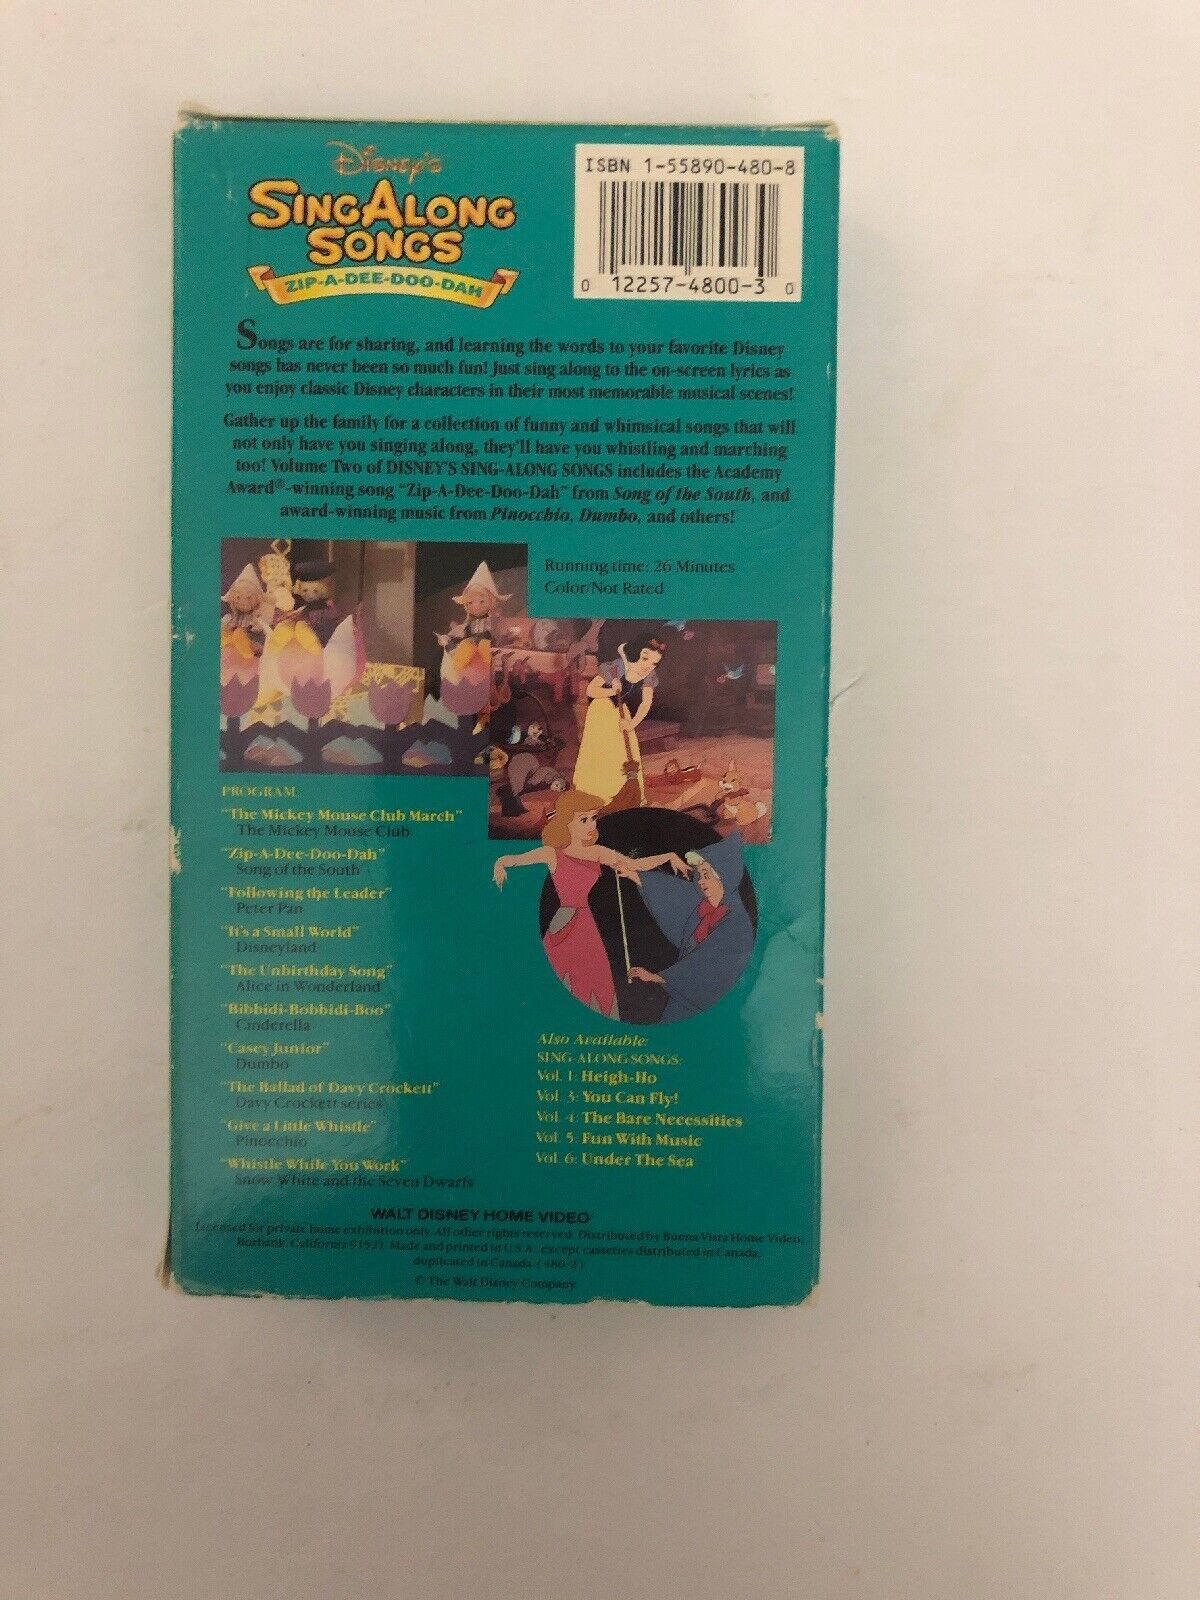 Disney's
SING ALONG
SONGS
ZIP-A-DEE-DOO-DAH
ISBN 1-55890-480-8
0 12257-4800-3 0
Songs are for sharing, and learning the words to your favorite Disney
songs has never been so much fun! Just sing along to the on-screen lyrics as
you enjoy classic Disney characters in their most memorable musical scenes!
Gather up the family for a collection of funny and whimsical songs that will
not only have you singing along, they'll have you whistling and marching
too! Volume Two of DISNEY'S SING-ALONG SONGS includes the Academy
Award®-winning song "Zip-A-Dee-Doo-Dah" from Song of the South, and
award-winning music from Pinocchio, Dumbo, and others!
Running time: 26 Minutes
Color/Not Rated
PROGRAM
"The Mickey Mouse Club March"
The Mickey Mouse Club
"Zip-A-Dee-Doo-Dah"
Song of the South
"Following the Leader"
Peter Pan
"It's a Small World"
Disneyland
"The Unbirthday Song"
Alice in Wonderland
"Bibbidi-Bobbidi-Boo"
Cinderella
"Casey Junior"
Dumbo
"The Ballad of Davy Crockett"
Davy Crockett series
"Give a Little Whistle"
Pinocchio
"Whistle While You Work"
Snow White and the Seven Dwarfs
Also Available:
SING-ALONG SONGS:
Vol. 1: Heigh-Ho
Vol. 3: You Can Fly!
Vol. 4: The Bare Necessities
Vol. 5: Fun With Music
Vol. 6: Under The Sea
WALT DISNEY HOME VIDEO
Licensed for private home exhibition only. All other rights reserved. Distributed by Buena Vista Home Video,
Burbank, California 91521. Made and printed in U.S.A. except cassettes distributed in Canada,
duplicated in Canada. (480-2)
© The Walt Disney Company